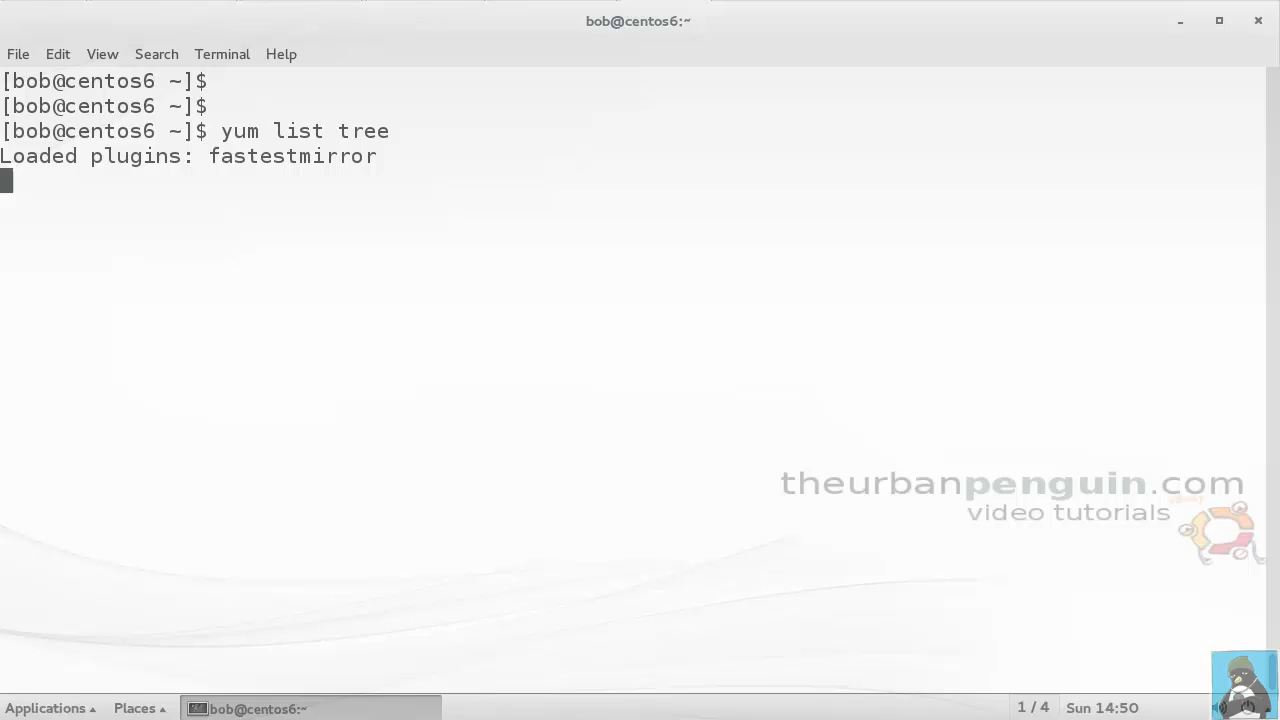 bob@centos6:~
File Edit View Search Terminal Help
[bob@centos6 ~]$
[bob@centos6 ~]$
[bob@centos6 ~]$ yum list tree
Loaded plugins: fastestmirror
theurbanpenguin.com
video tutorials
Applications Places bob@centos6:~ 1 / 4 Sun 14:50